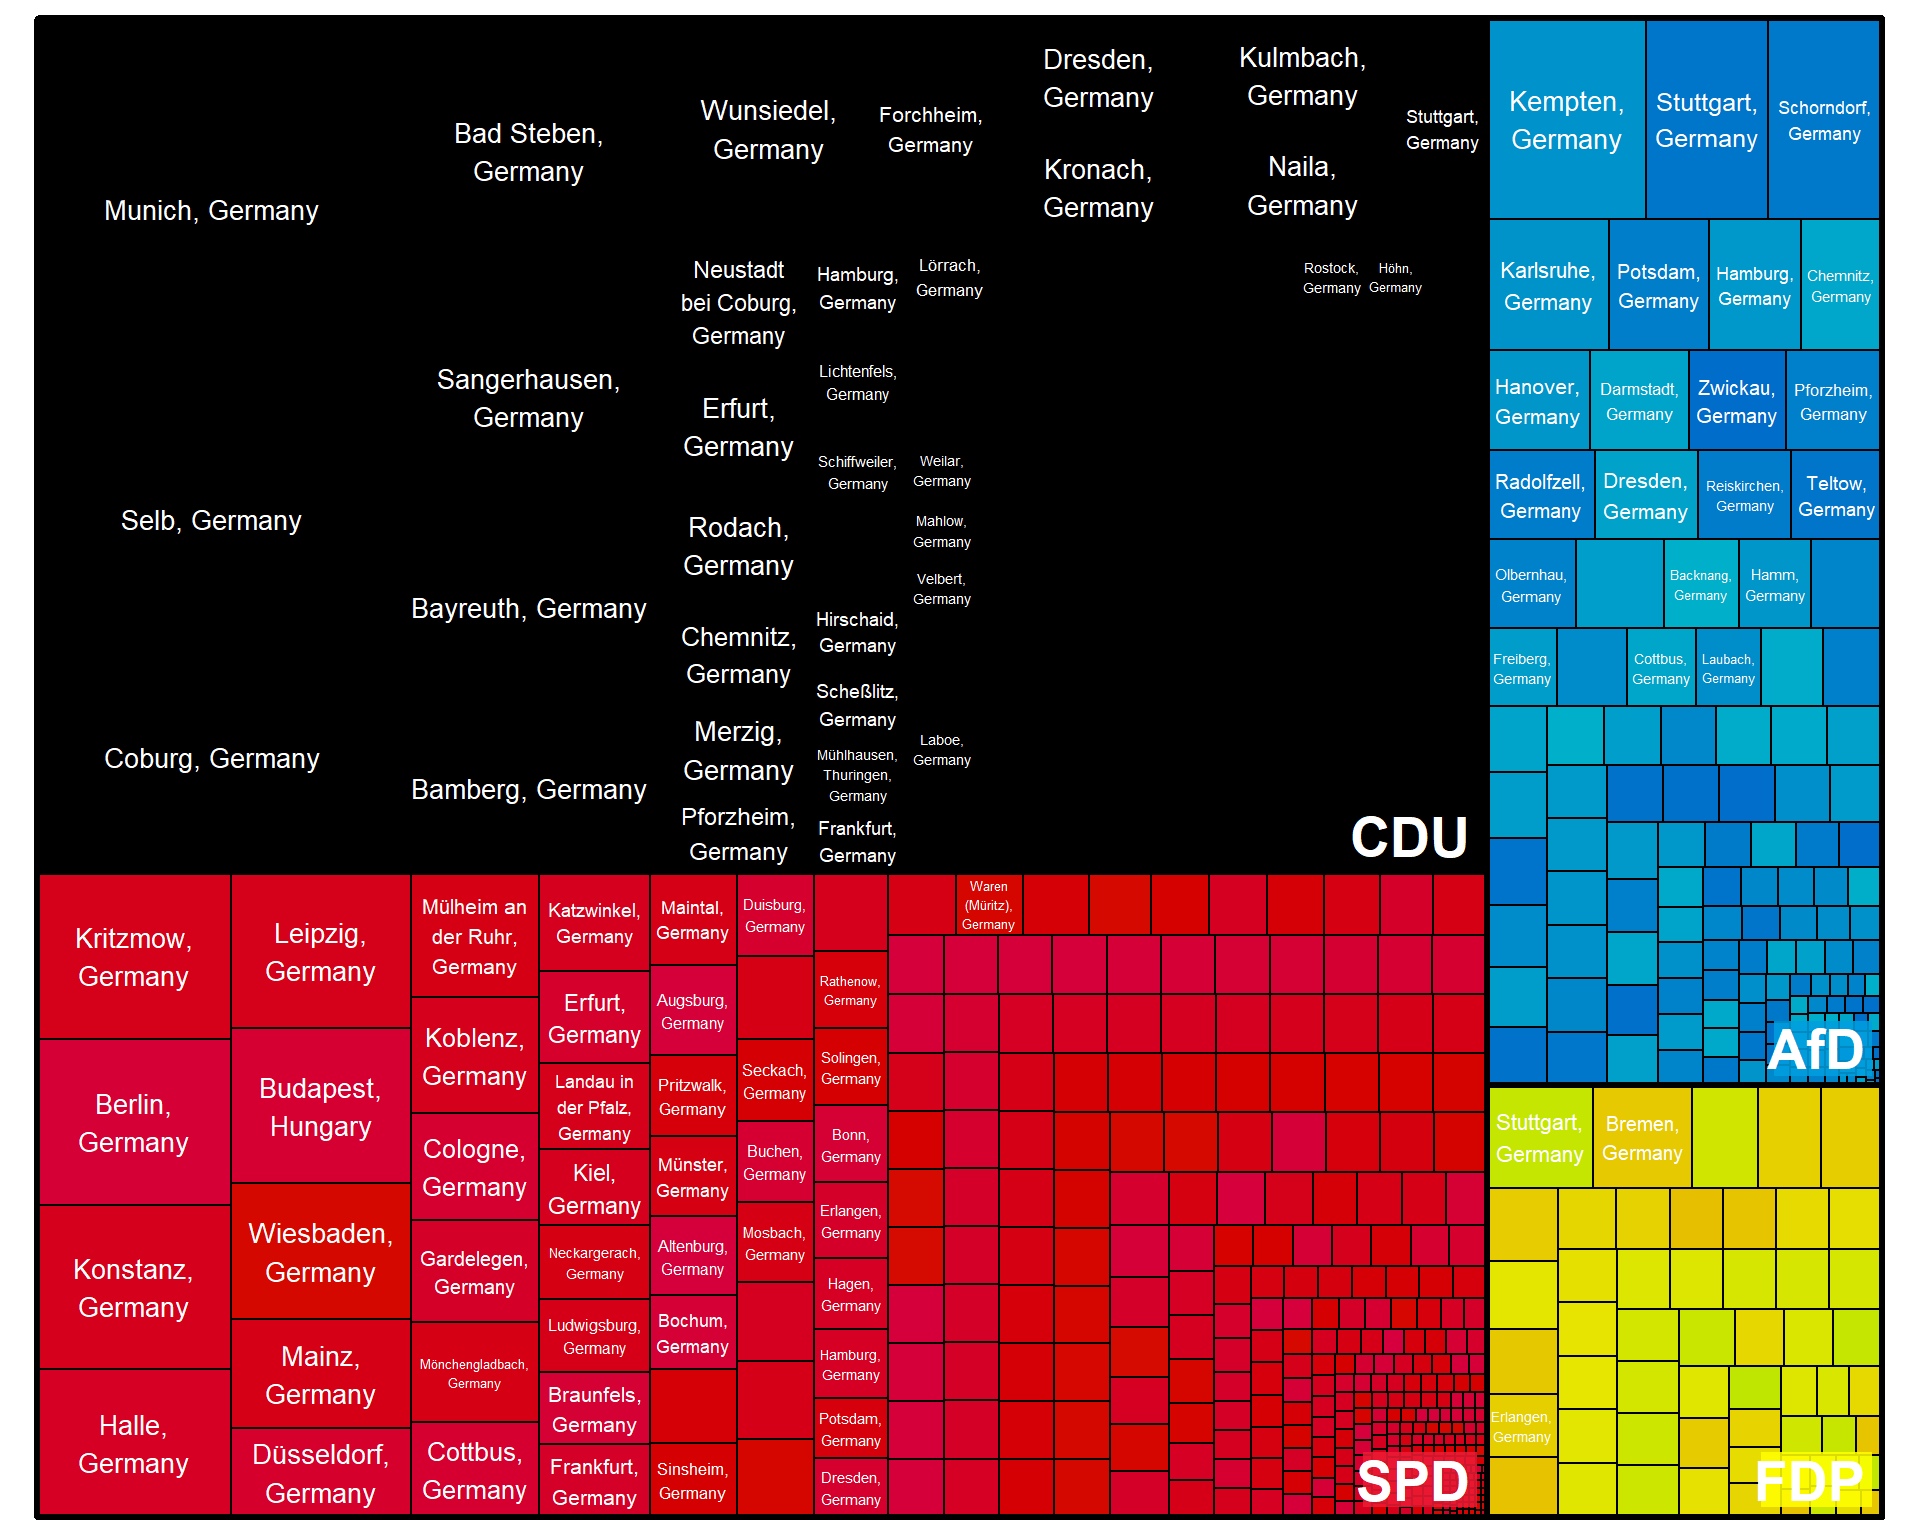 Munich, Germany
Selb, Germany
Coburg, Germany
Bad Steben,
Germany
Sangerhausen,
Germany
Bayreuth, Germany
Bamberg, Germany
Wunsiedel,
Germany
Forchheim,
Germany
Neustadt
bei Coburg,
Germany
Erfurt,
Germany
Rodach,
Germany
Chemnitz,
Germany
Merzig,
Germany
Pforzheim,
Germany
Hamburg,
Germany
Lichtenfels,
Germany
Schiffweiler,
Germany
Hirschaid,
Germany
Scheßlitz,
Germany
Mühlhausen,
Thuringen,
Germany
Frankfurt,
Germany
Lörrach,
Germany
Weilar,
Germany
Mahlow,
Germany
Velbert,
Germany
Laboe,
Germany
Dresden,
Germany
Kronach,
Germany
Kulmbach,
Germany
Naila,
Germany
Stuttgart,
Germany
Rostock,
Germany
Höhn,
Germany
CDU
Kempten,
Germany
Stuttgart,
Germany
Schorndorf,
Germany
Karlsruhe,
Germany
Potsdam,
Germany
Hamburg,
Germany
Chemnitz,
Germany
Hanover,
Germany
Darmstadt,
Germany
Zwickau,
Germany
Pforzheim,
Germany
Radolfzell,
Germany
Dresden,
Germany
Reiskirchen,
Germany
Teltow,
Germany
Olbernhau,
Germany
Backnang,
Germany
Hamm,
Germany
Freiberg,
Germany
Cottbus,
Germany
Laubach,
Germany
AfD
Kritzmow,
Germany
Berlin,
Germany
Konstanz,
Germany
Halle,
Germany
Leipzig,
Germany
Budapest,
Hungary
Wiesbaden,
Germany
Mainz,
Germany
Düsseldorf,
Germany
Mülheim an
der Ruhr,
Germany
Koblenz,
Germany
Cologne,
Germany
Gardelegen,
Germany
Mönchengladbach,
Germany
Cottbus,
Germany
Katzwinkel,
Germany
Erfurt,
Germany
Landau in
der Pfalz,
Germany
Kiel,
Germany
Neckargerach,
Germany
Ludwigsburg,
Germany
Braunfels,
Germany
Frankfurt,
Germany
Maintal,
Germany
Augsburg,
Germany
Pritzwalk,
Germany
Münster,
Germany
Altenburg,
Germany
Bochum,
Germany
Sinsheim,
Germany
Duisburg,
Germany
Seckach,
Germany
Buchen,
Germany
Mosbach,
Germany
Rathenow,
Germany
Solingen,
Germany
Bonn,
Germany
Erlangen,
Germany
Hagen,
Germany
Hamburg,
Germany
Potsdam,
Germany
Dresden,
Germany
Waren
(Müritz),
Germany
SPD
Stuttgart,
Germany
Bremen,
Germany
Erlangen,
Germany
FDP